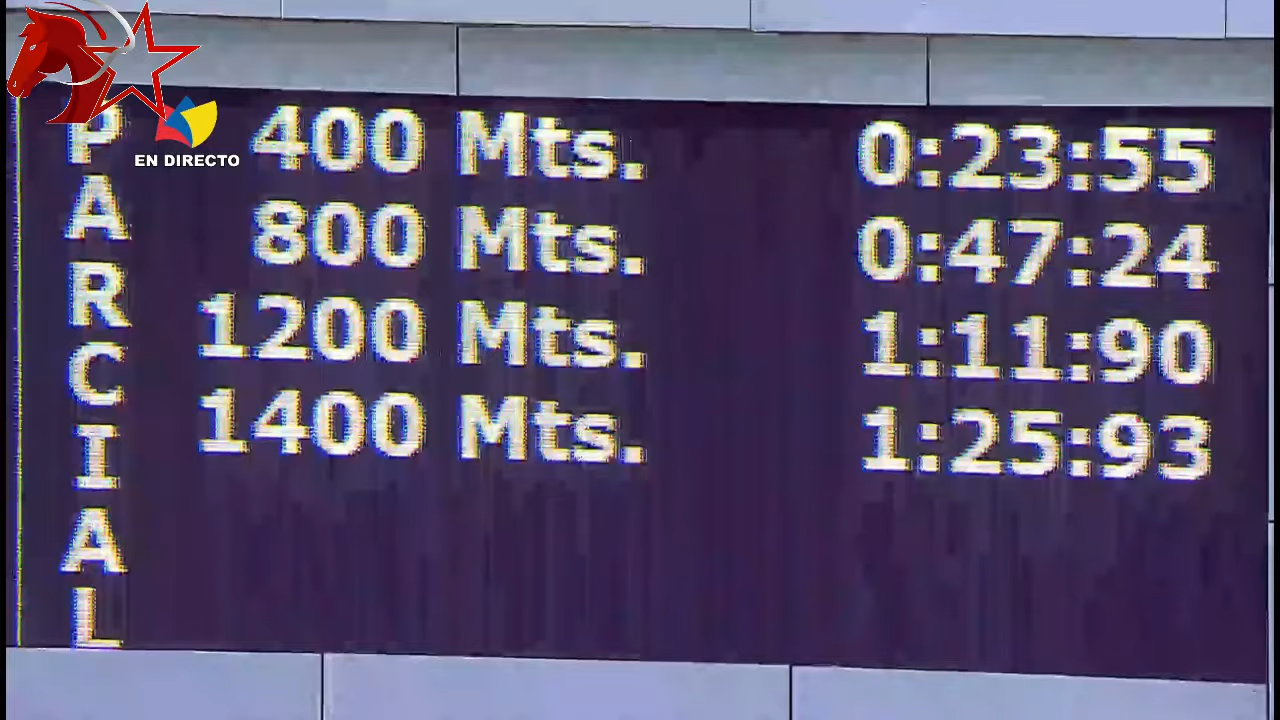 EN DIRECTO
PARCIAL
400 Mts. 0:23:55
800 Mts. 0:47:24
1200 Mts. 1:11:90
1400 Mts. 1:25:93